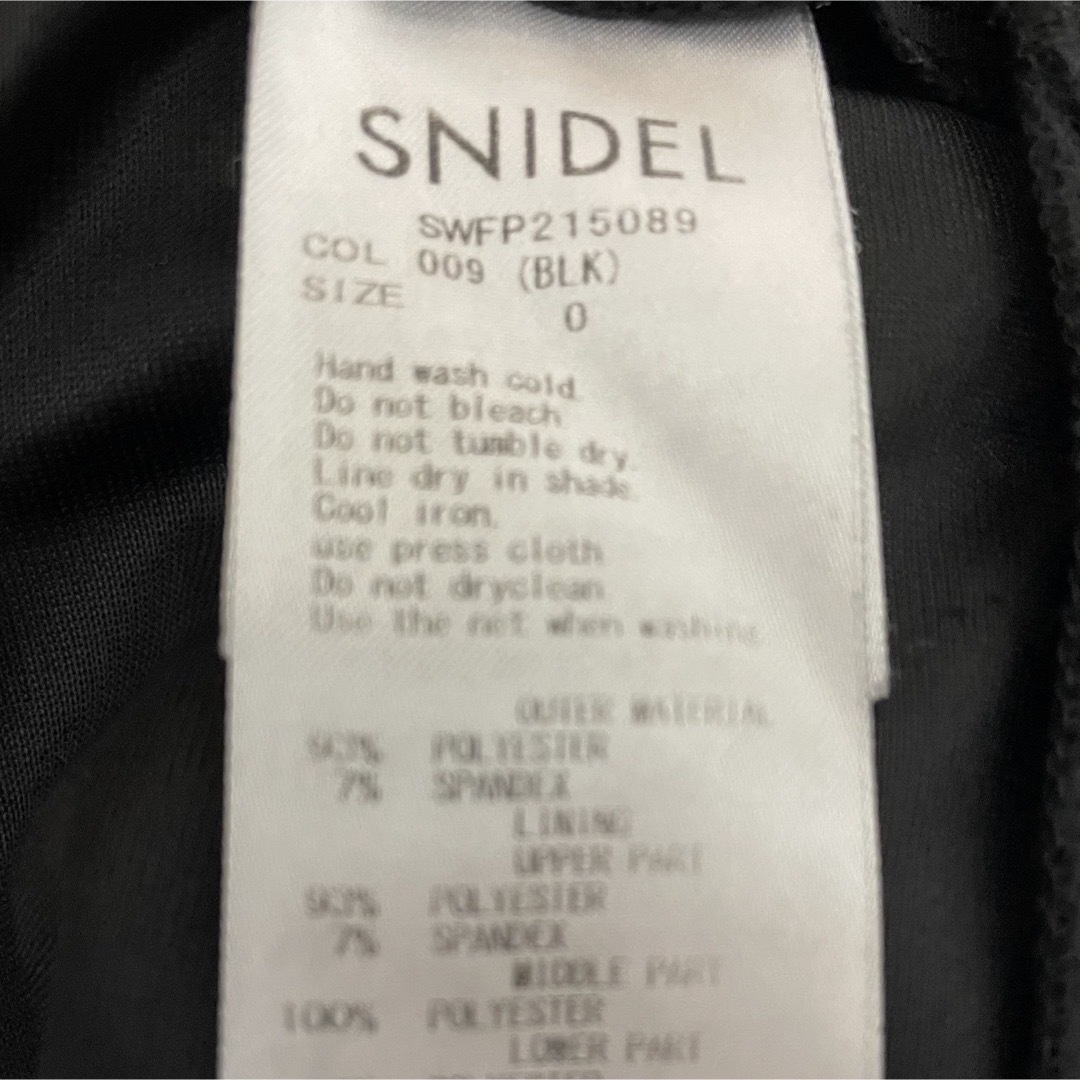 SNIDEL
SWFP215089
COL 009 (BLK)
SIZE 0
Hand wash cold.
Do not bleach.
Do not tumble dry.
Line dry in shade.
Cool iron.
use press cloth
Do not dryclean
Use the net when washing.
OUTER MATERIAL
93% POLYESTER
7% SPANDEX
LINING
UPPER PART
93% POLYESTER
7% SPANDEX
MIDDLE PART
100% POLYESTER
LOWER PART